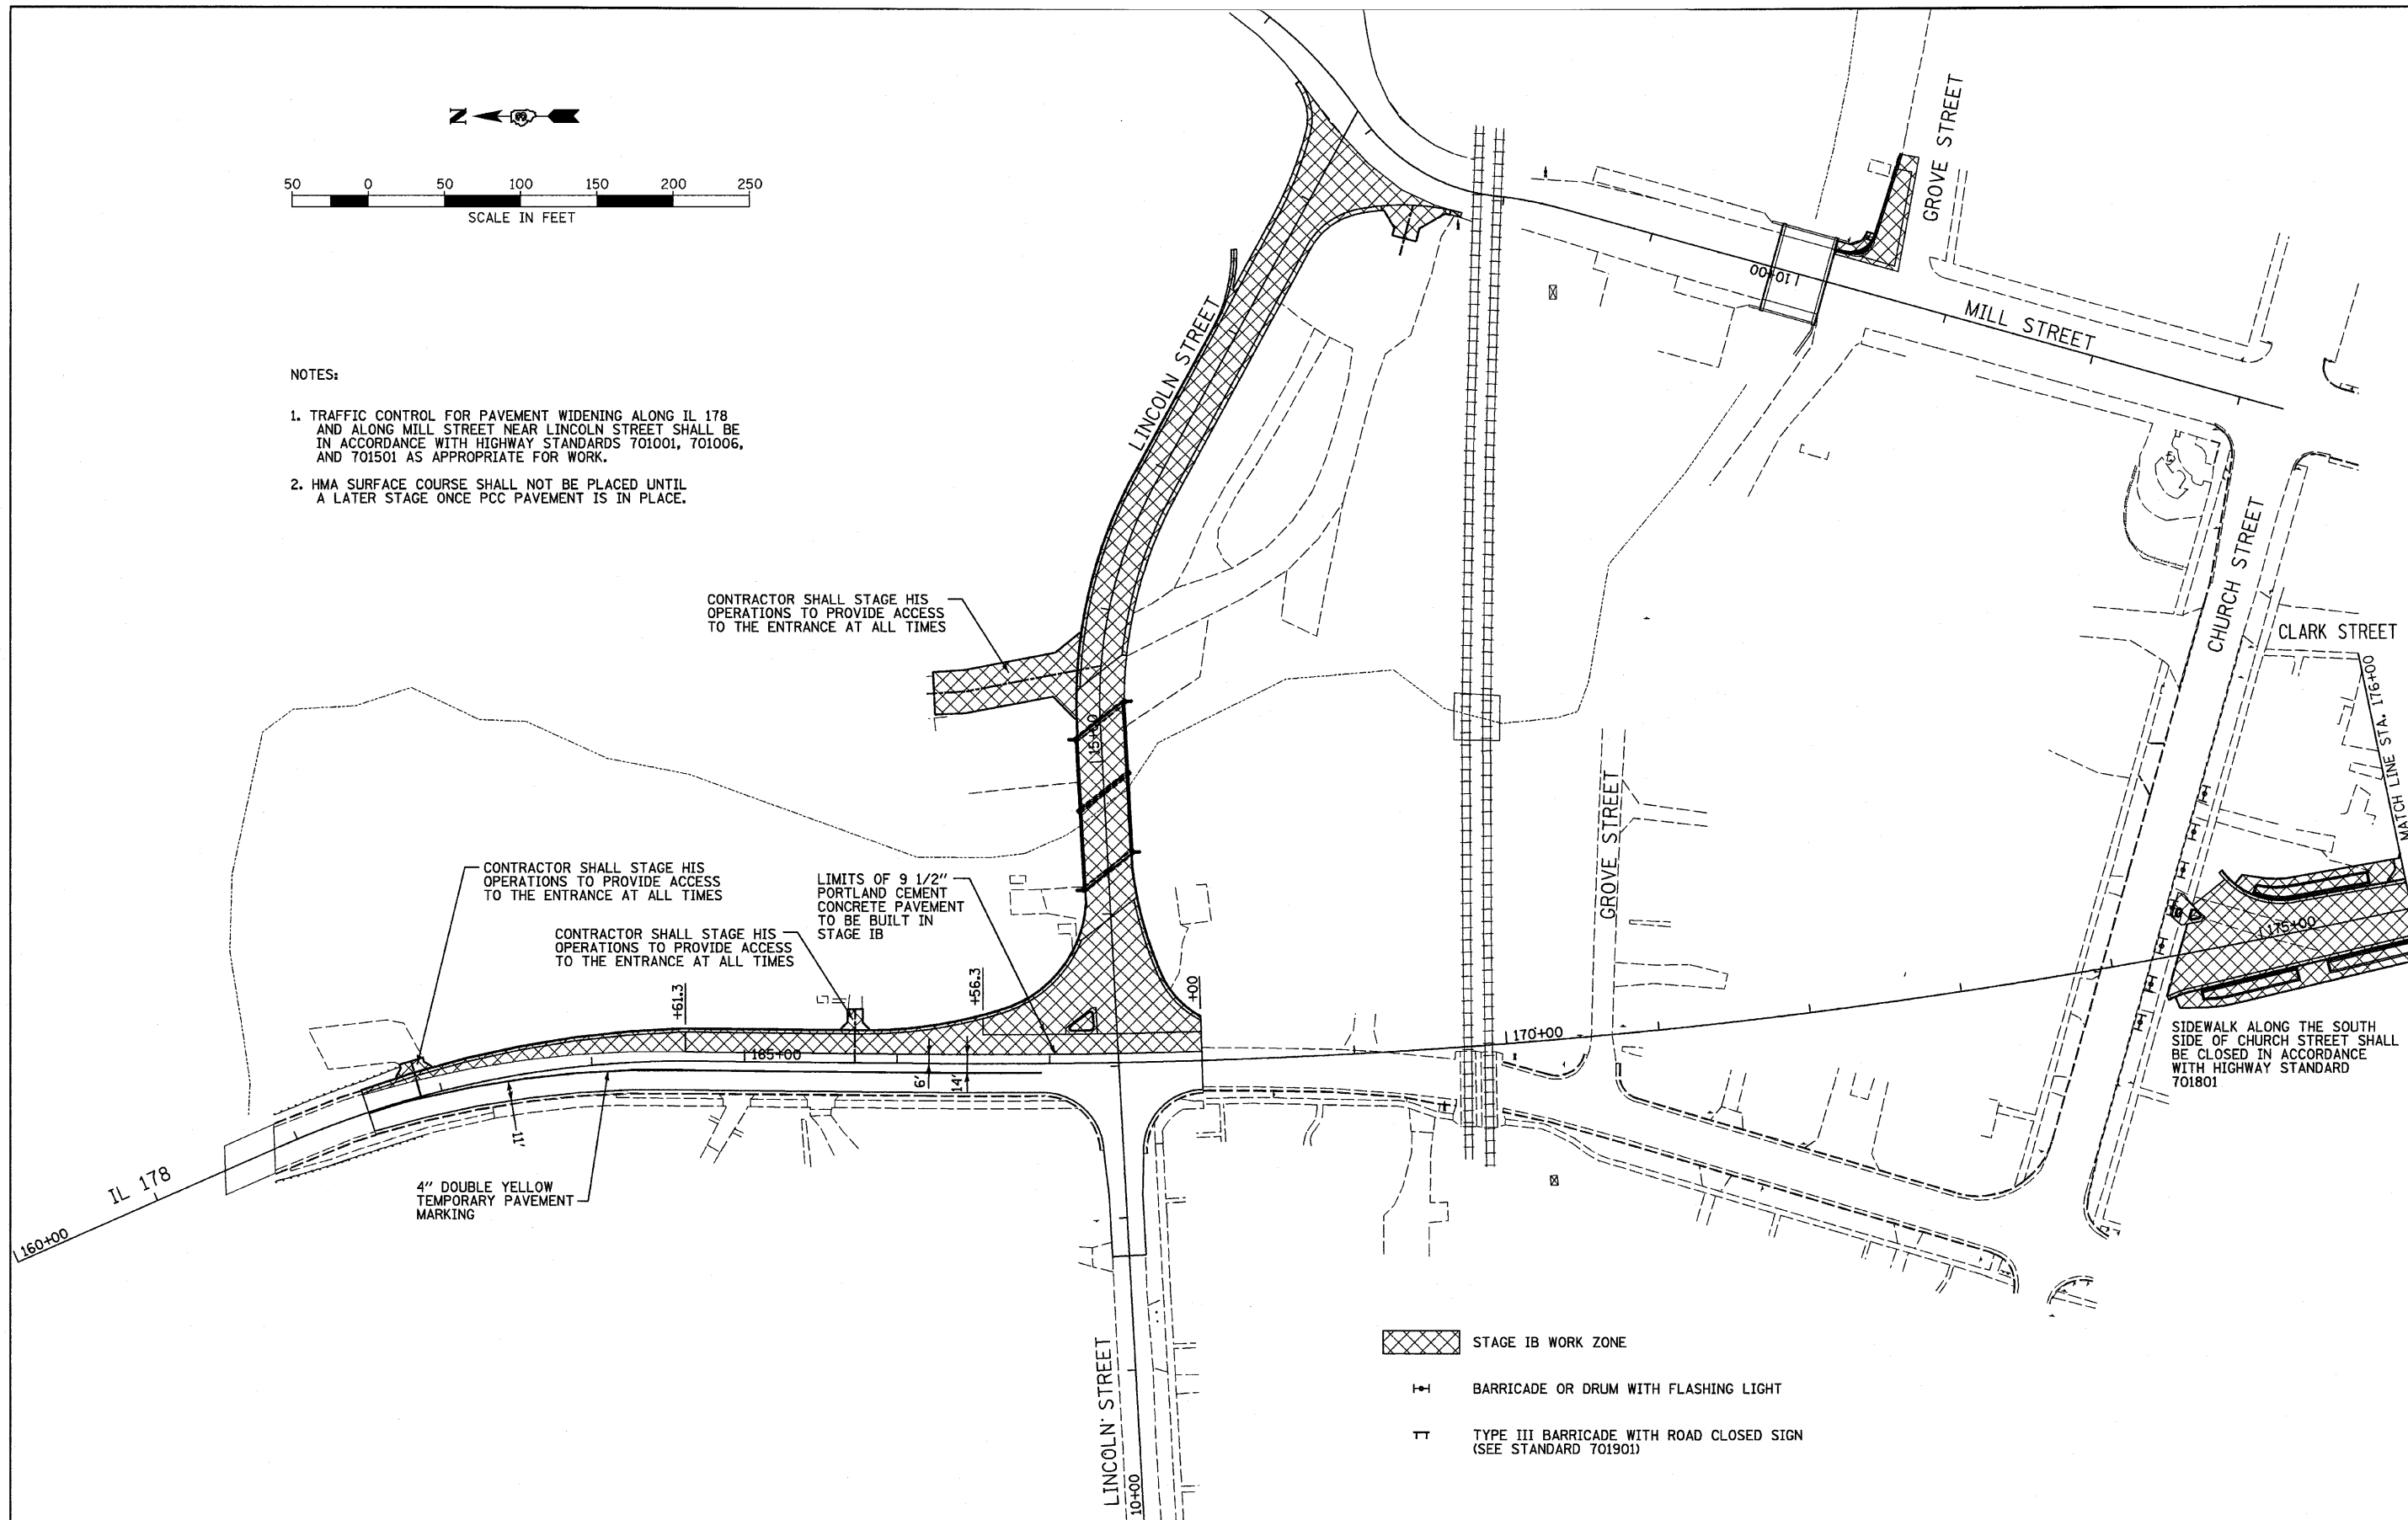 N
50 0 50 100 150 200 250
SCALE IN FEET
NOTES:
1. TRAFFIC CONTROL FOR PAVEMENT WIDENING ALONG IL 178
AND ALONG MILL STREET NEAR LINCOLN STREET SHALL BE
IN ACCORDANCE WITH HIGHWAY STANDARDS 701001, 701006,
AND 701501 AS APPROPRIATE FOR WORK.
2. HMA SURFACE COURSE SHALL NOT BE PLACED UNTIL
A LATER STAGE ONCE PCC PAVEMENT IS IN PLACE.
GROVE STREET
10+00
MILL STREET
LINCOLN STREET
CHURCH STREET
CLARK STREET
MATCH LINE STA. 176+00
CONTRACTOR SHALL STAGE HIS
OPERATIONS TO PROVIDE ACCESS
TO THE ENTRANCE AT ALL TIMES
15+00
GROVE STREET
CONTRACTOR SHALL STAGE HIS
OPERATIONS TO PROVIDE ACCESS
TO THE ENTRANCE AT ALL TIMES
CONTRACTOR SHALL STAGE HIS
OPERATIONS TO PROVIDE ACCESS
TO THE ENTRANCE AT ALL TIMES
LIMITS OF 9 1/2"
PORTLAND CEMENT
CONCRETE PAVEMENT
TO BE BUILT IN
STAGE IB
+61.3
+56.3
+00
165+00
170+00
175+00
6'
14'
11'
SIDEWALK ALONG THE SOUTH
SIDE OF CHURCH STREET SHALL
BE CLOSED IN ACCORDANCE
WITH HIGHWAY STANDARD
701801
IL 178
160+00
4" DOUBLE YELLOW
TEMPORARY PAVEMENT
MARKING
LINCOLN STREET
10+00
STAGE IB WORK ZONE
BARRICADE OR DRUM WITH FLASHING LIGHT
TYPE III BARRICADE WITH ROAD CLOSED SIGN
(SEE STANDARD 701901)